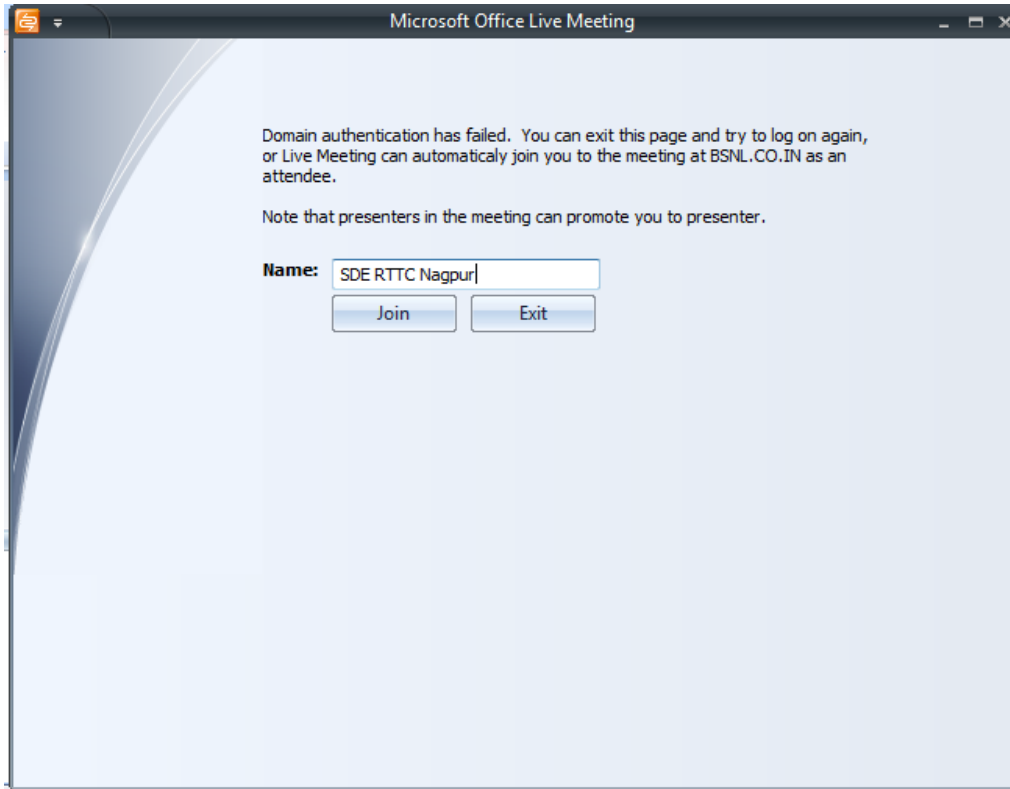 Microsoft Office Live Meeting
Domain authentication has failed.  You can exit this page and try to log on again,
or Live Meeting can automaticaly join you to the meeting at BSNL.CO.IN as an
attendee.
Note that presenters in the meeting can promote you to presenter.
Name: SDE RTTC Nagpur
Join Exit